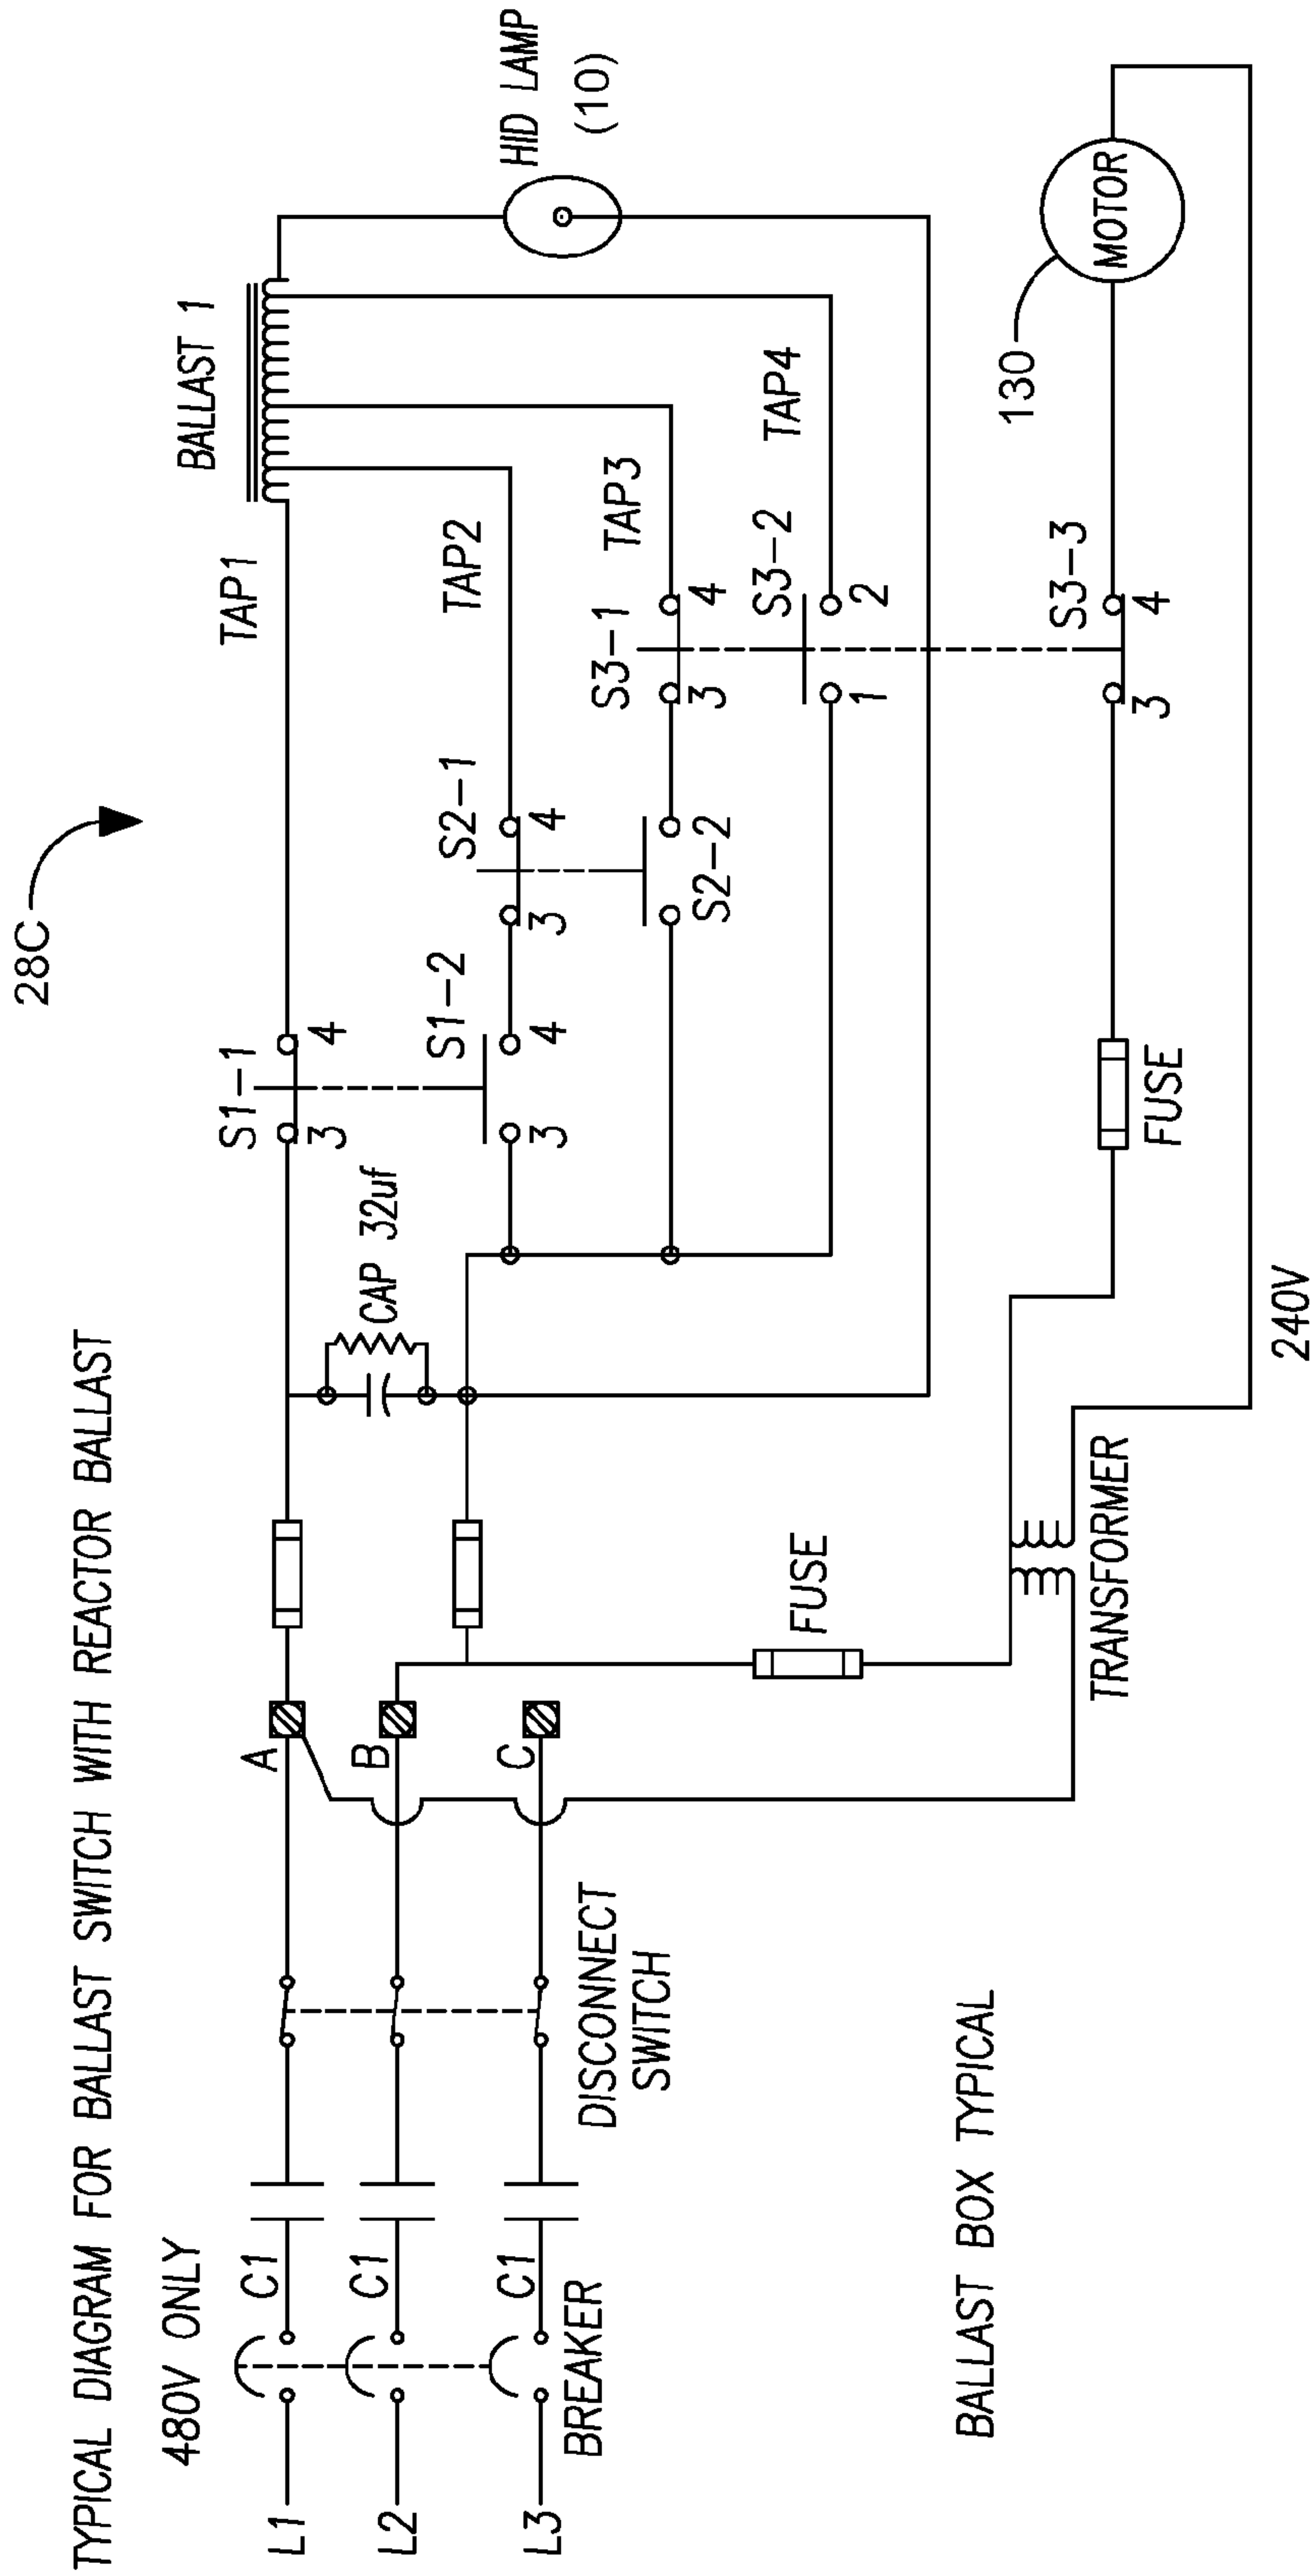 28C
TYPICAL DIAGRAM FOR BALLAST SWITCH WITH REACTOR BALLAST
480V ONLY
L1
L2
L3
C1
C1
C1
BREAKER
DISCONNECT
SWITCH
A
B
C
CAP 32uf
S1-1
3
4
S1-2
3
4
S2-1
3
4
S2-2
S3-1
3
4
S3-2
1
2
S3-3
3
4
TAP1
TAP2
TAP3
TAP4
BALLAST 1
HID LAMP
(10)
130
MOTOR
FUSE
FUSE
TRANSFORMER
240V
BALLAST BOX TYPICAL